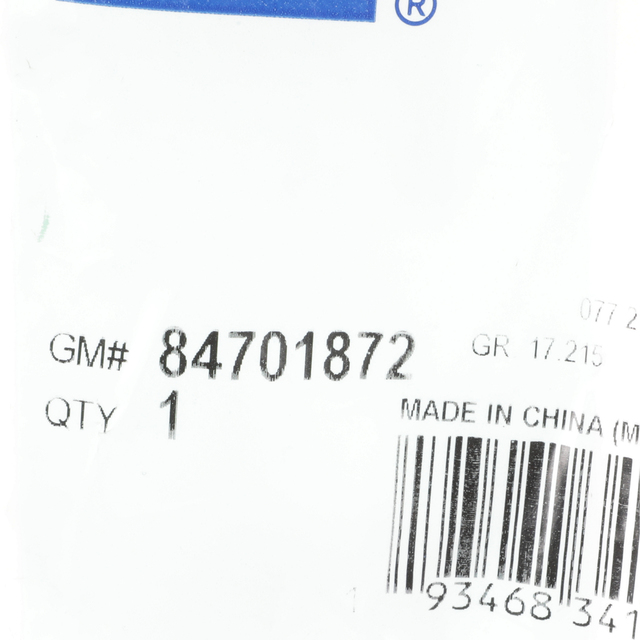 ®
077 2
GM# 84701872 GR 17.215
QTY 1
MADE IN CHINA (M
93468 341